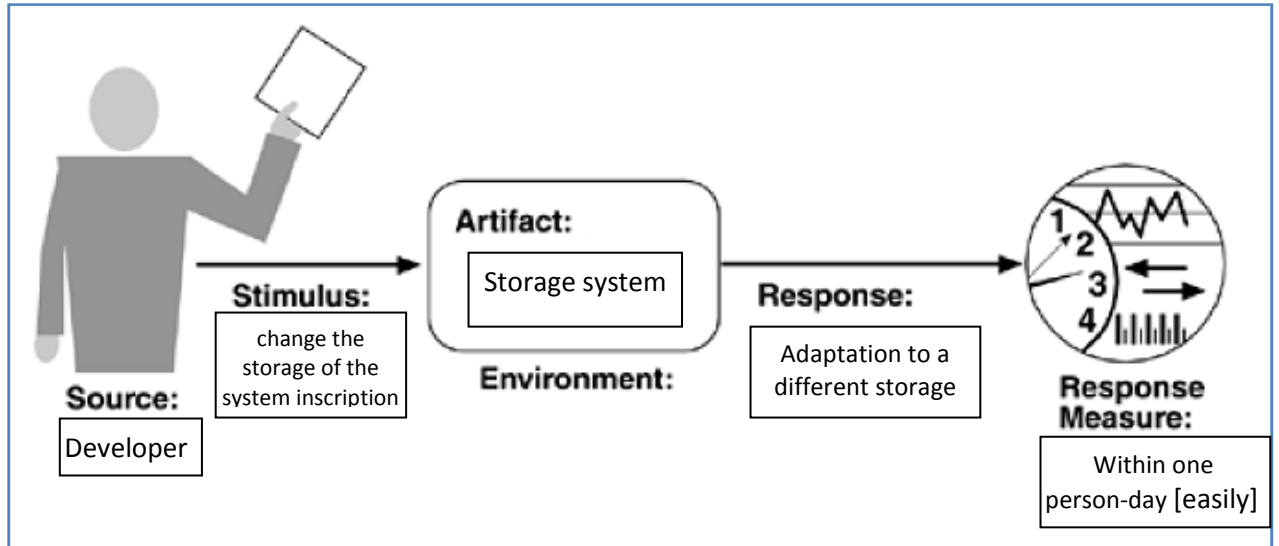 Source:
Developer
Stimulus:
change the
storage of the
system inscription
Artifact:
Storage system
Environment:
Response:
Adaptation to a
different storage
1
2
3
4
Response
Measure:
Within one
person-day [easily]